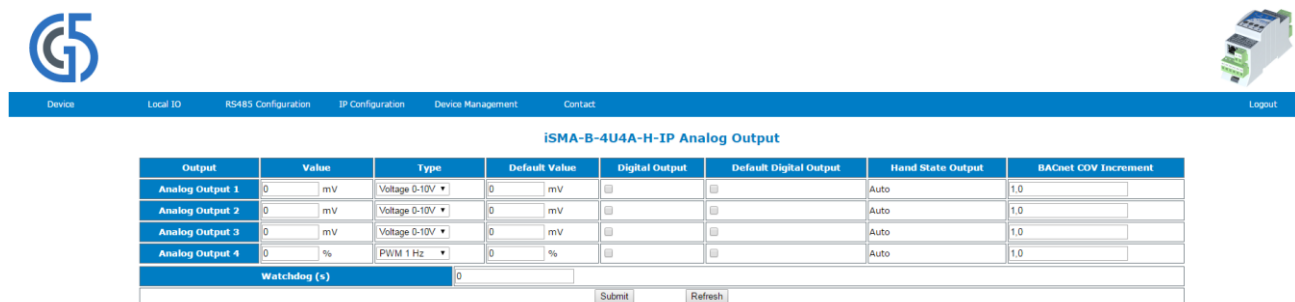 G5
Device Local IO RS485 Configuration IP Configuration Device Management Contact Logout
iSMA-B-4U4A-H-IP Analog Output
Output Value Type Default Value Digital Output Default Digital Output Hand State Output BACnet COV Increment
Analog Output 1 0 mV Voltage 0-10V 0 mV Auto 1,0
Analog Output 2 0 mV Voltage 0-10V 0 mV Auto 1,0
Analog Output 3 0 mV Voltage 0-10V 0 mV Auto 1,0
Analog Output 4 0 % PWM 1 Hz 0 % Auto 1,0
Watchdog (s) 0
Submit Refresh